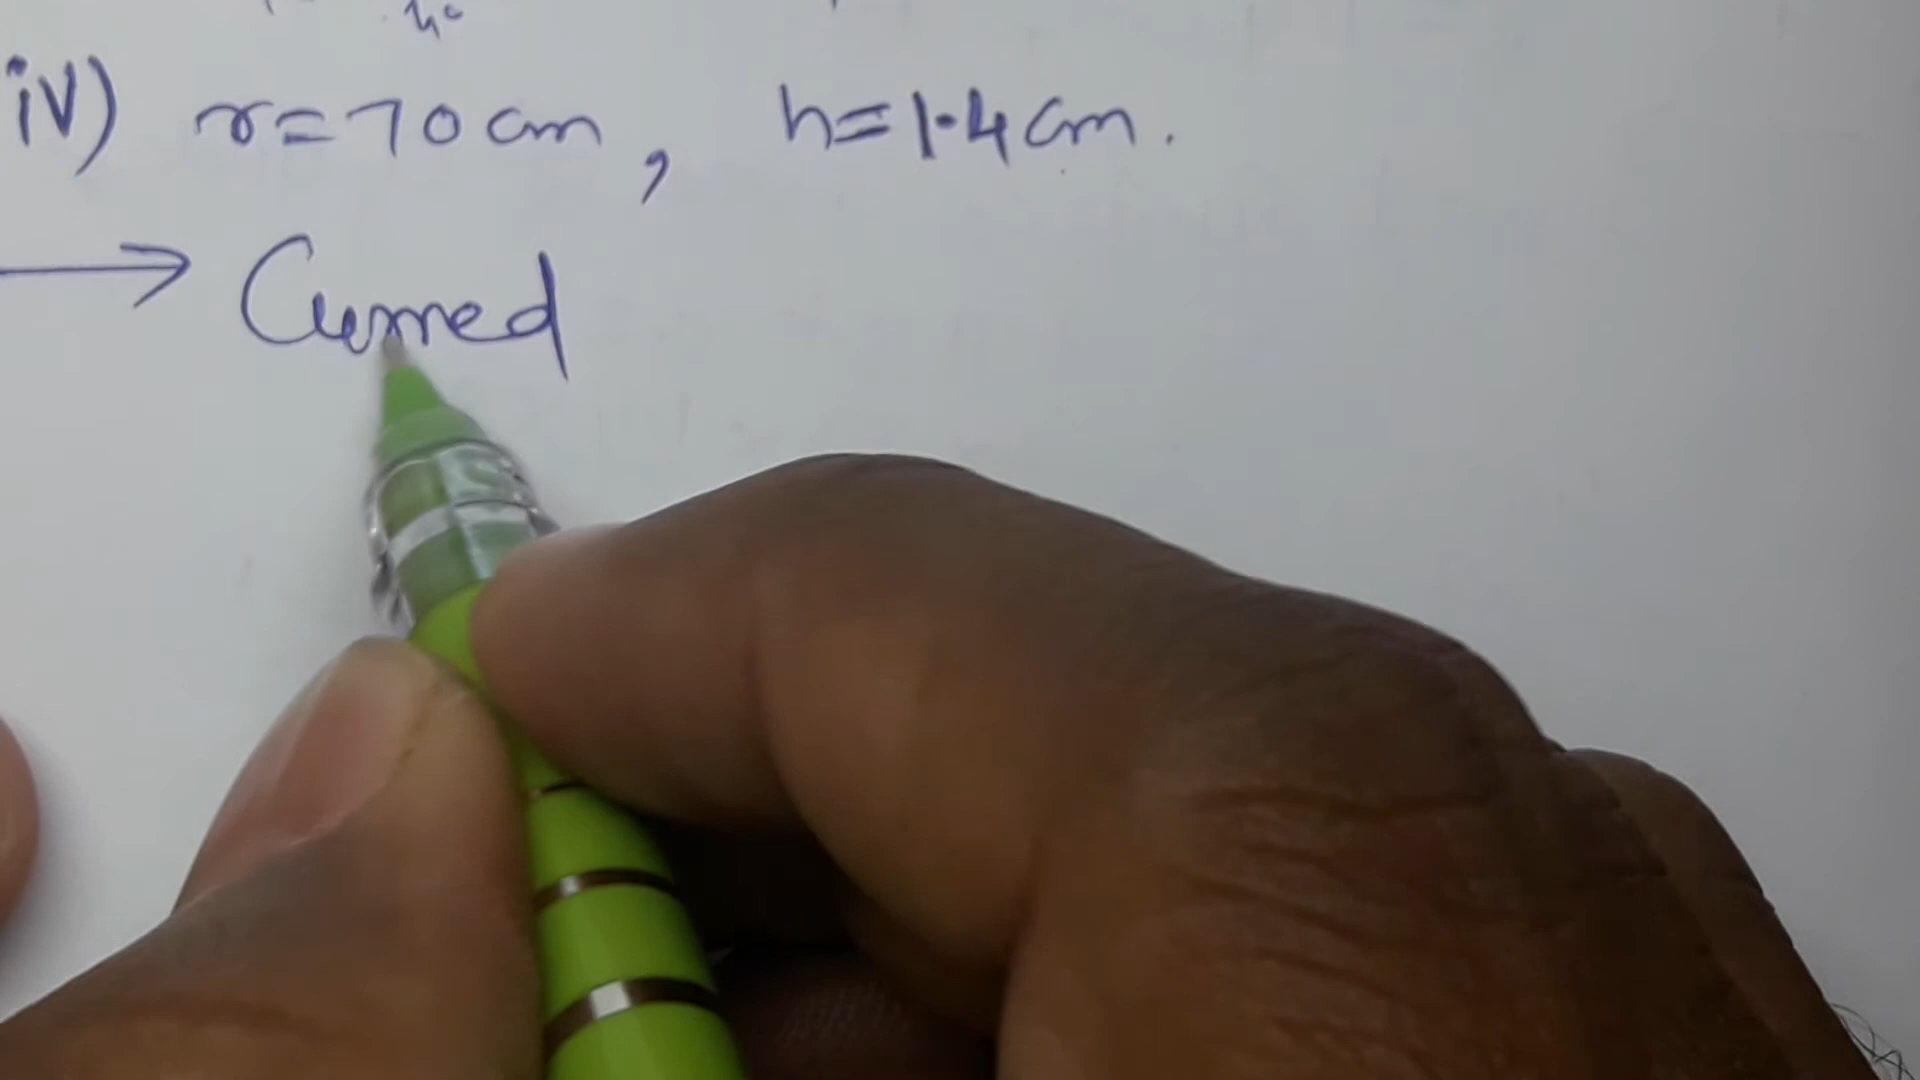 iv) r=70 cm, h=1.4 cm.
→ Curved